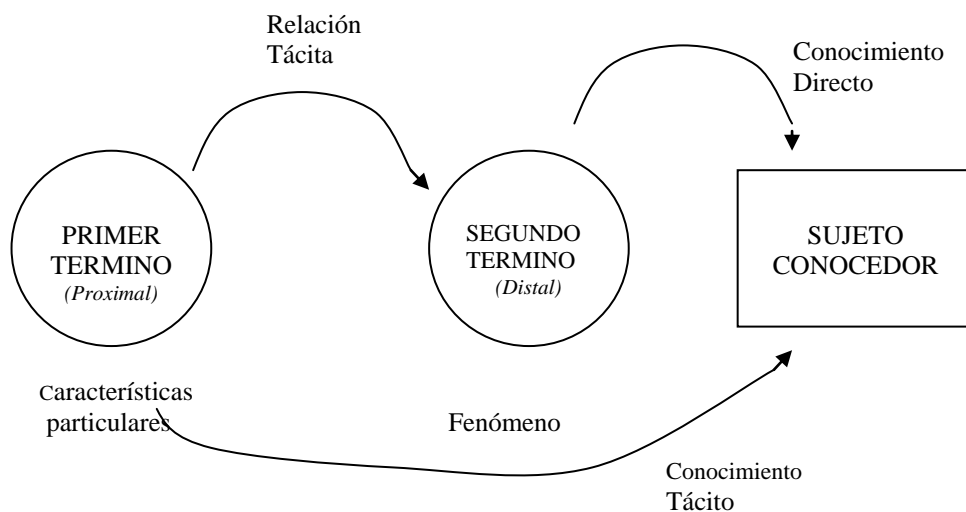 Relación
Tácita
Conocimiento
Directo
PRIMER
TERMINO
(Proximal)
SEGUNDO
TERMINO
(Distal)
SUJETO
CONOCEDOR
Características
particulares
Fenómeno
Conocimiento
Tácito